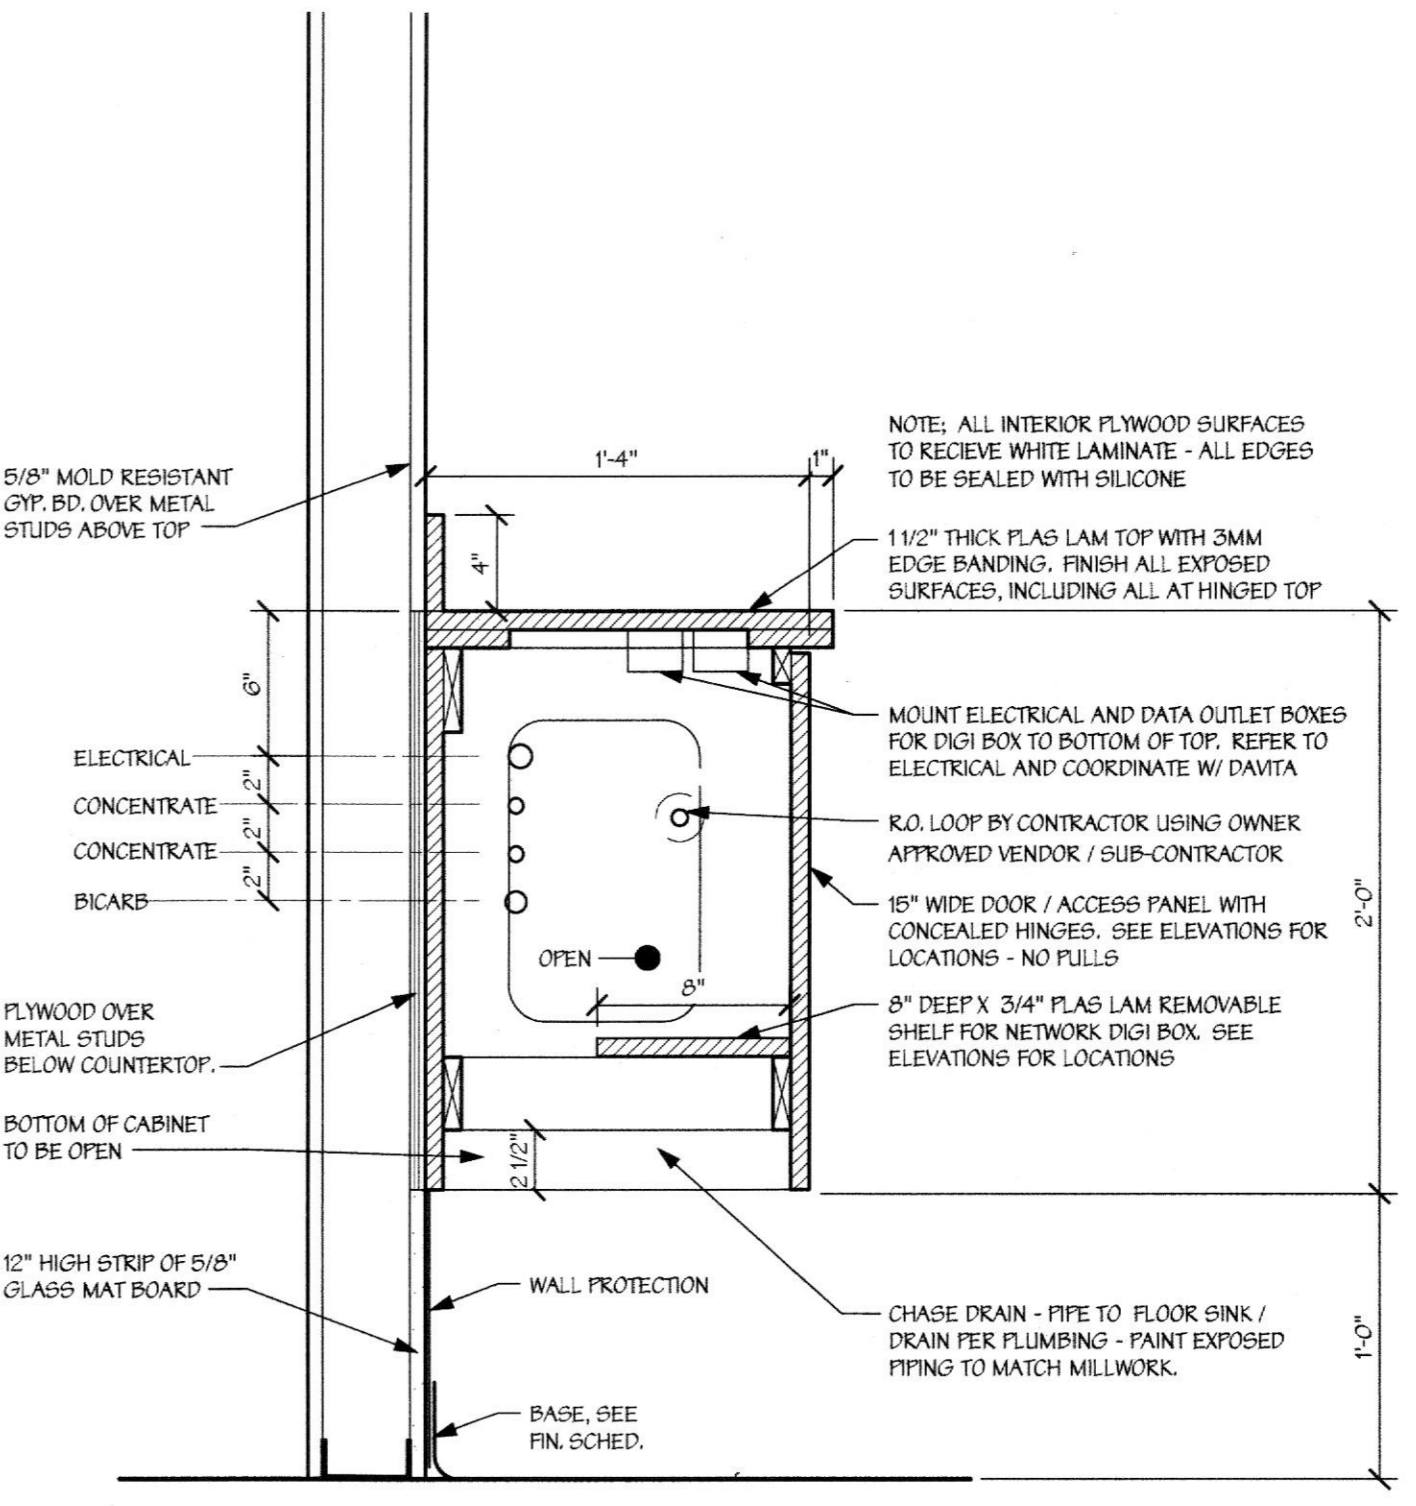 NOTE; ALL INTERIOR PLYWOOD SURFACES
TO RECIEVE WHITE LAMINATE - ALL EDGES
TO BE SEALED WITH SILICONE
1'-4"
1"
5/8" MOLD RESISTANT
GYP. BD. OVER METAL
STUDS ABOVE TOP
4"
1 1/2" THICK PLAS LAM TOP WITH 3MM
EDGE BANDING. FINISH ALL EXPOSED
SURFACES, INCLUDING ALL AT HINGED TOP
6"
MOUNT ELECTRICAL AND DATA OUTLET BOXES
FOR DIGI BOX TO BOTTOM OF TOP. REFER TO
ELECTRICAL AND COORDINATE W/ DAVITA
ELECTRICAL
2"
CONCENTRATE
2"
CONCENTRATE
2"
BICARB
R.O. LOOP BY CONTRACTOR USING OWNER
APPROVED VENDOR / SUB-CONTRACTOR
15" WIDE DOOR / ACCESS PANEL WITH
CONCEALED HINGES. SEE ELEVATIONS FOR
LOCATIONS - NO PULLS
2'-0"
OPEN
8"
8" DEEP X 3/4" PLAS LAM REMOVABLE
SHELF FOR NETWORK DIGI BOX. SEE
ELEVATIONS FOR LOCATIONS
PLYWOOD OVER
METAL STUDS
BELOW COUNTERTOP.
BOTTOM OF CABINET
TO BE OPEN
2 1/2"
12" HIGH STRIP OF 5/8"
GLASS MAT BOARD
WALL PROTECTION
CHASE DRAIN - PIPE TO FLOOR SINK /
DRAIN PER PLUMBING - PAINT EXPOSED
PIPING TO MATCH MILLWORK.
1'-0"
BASE, SEE
FIN. SCHED.